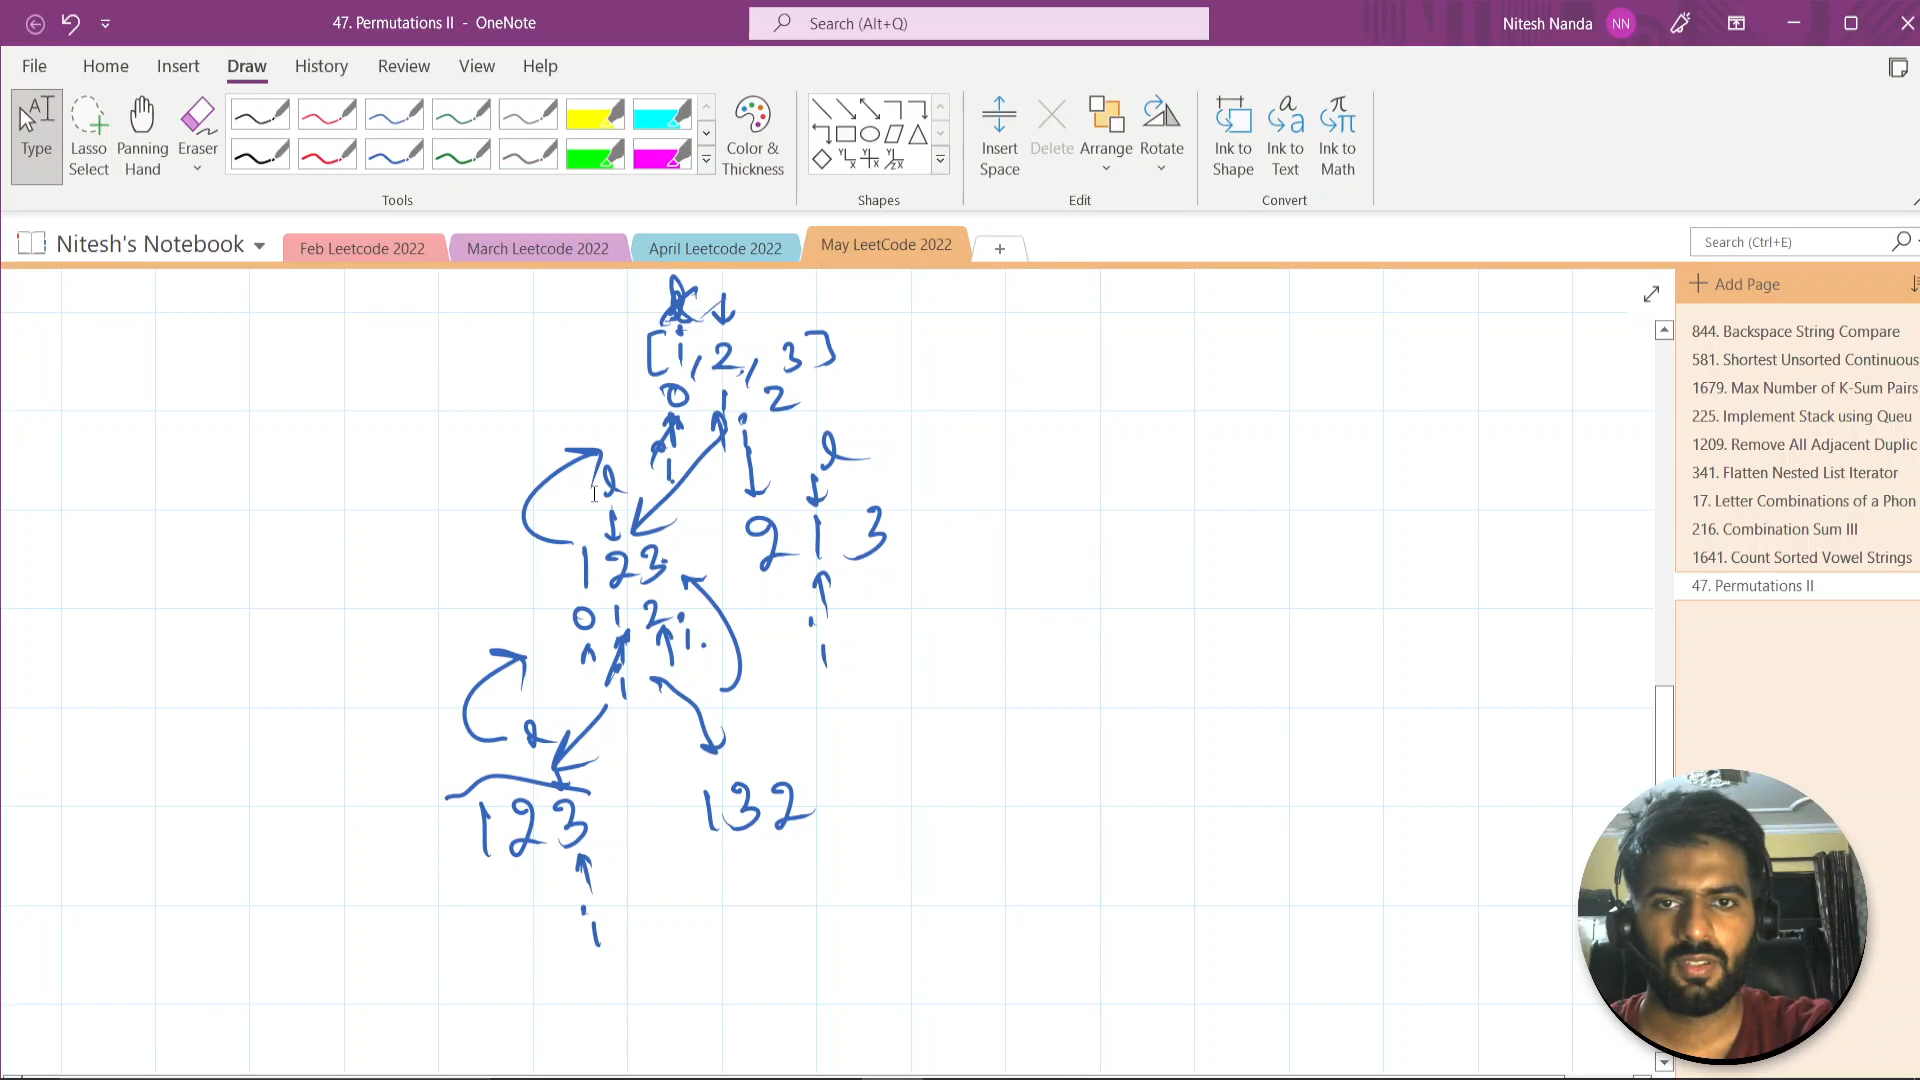 47. Permutations II - OneNote
Search (Alt+Q)
Nitesh Nanda
NN
File
Home
Insert
Draw
History
Review
View
Help
Type
Lasso Select
Panning Hand
Eraser
Color & Thickness
Insert Space
Delete
Arrange
Rotate
Ink to Shape
Ink to Text
Ink to Math
Tools
Shapes
Edit
Convert
Nitesh's Notebook
Feb Leetcode 2022
March Leetcode 2022
April Leetcode 2022
May LeetCode 2022
Search (Ctrl+E)
Add Page
844. Backspace String Compare
581. Shortest Unsorted Continuous
1679. Max Number of K-Sum Pairs
225. Implement Stack using Queu
1209. Remove All Adjacent Duplic
341. Flatten Nested List Iterator
17. Letter Combinations of a Phon
216. Combination Sum III
1641. Count Sorted Vowel Strings
47. Permutations II
[1, 2, 3]
0 1 2
i
l
l
2 1 3
1 2 3
0 1 2
i
i
i
l
1 2 3
1 3 2
i